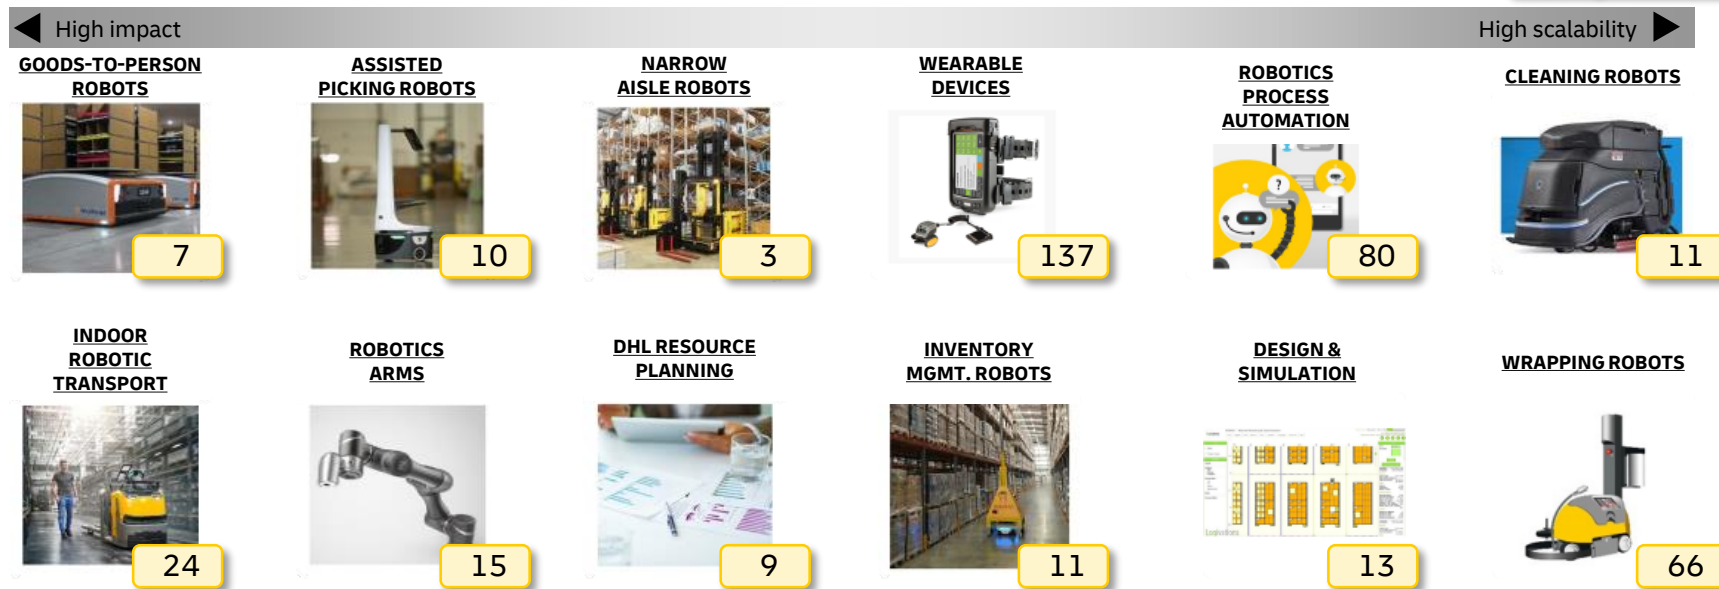 High impact
High scalability
GOODS-TO-PERSON
ROBOTS
ASSISTED
PICKING ROBOTS
NARROW
AISLE ROBOTS
WEARABLE
DEVICES
ROBOTICS
PROCESS
AUTOMATION
CLEANING ROBOTS
?
7
10
3
137
80
11
INDOOR
ROBOTIC
TRANSPORT
ROBOTICS
ARMS
DHL RESOURCE
PLANNING
INVENTORY
MGMT. ROBOTS
DESIGN &
SIMULATION
WRAPPING ROBOTS
24
15
9
11
13
66